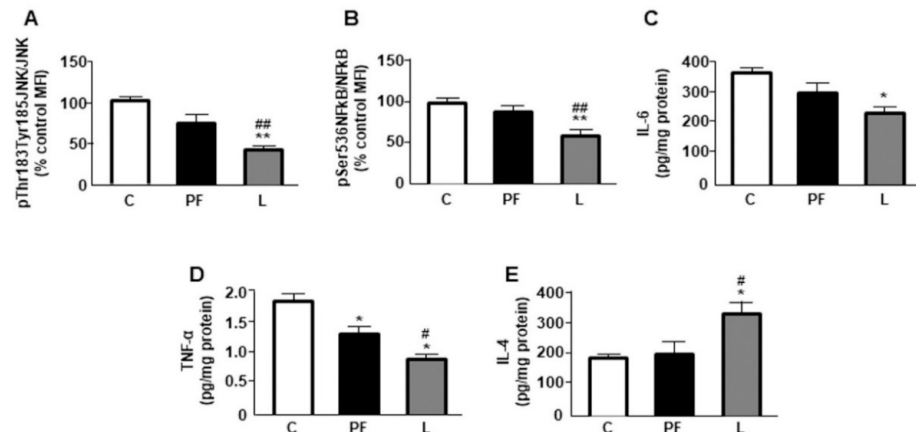 A
pThr183Tyr185JNK/JNK
(% control MFI)
150
100
50
0
##
**
C PF L
B
pSer536NFkB/NFkB
(% control MFI)
150
100
50
0
##
**
C PF L
C
IL-6
(pg/mg protein)
400
300
200
100
0
*
C PF L
D
TNF-α
(pg/mg protein)
2.0
1.5
1.0
0.5
0
*
#
*
C PF L
E
IL-4
(pg/mg protein)
400
300
200
100
0
#
*
C PF L